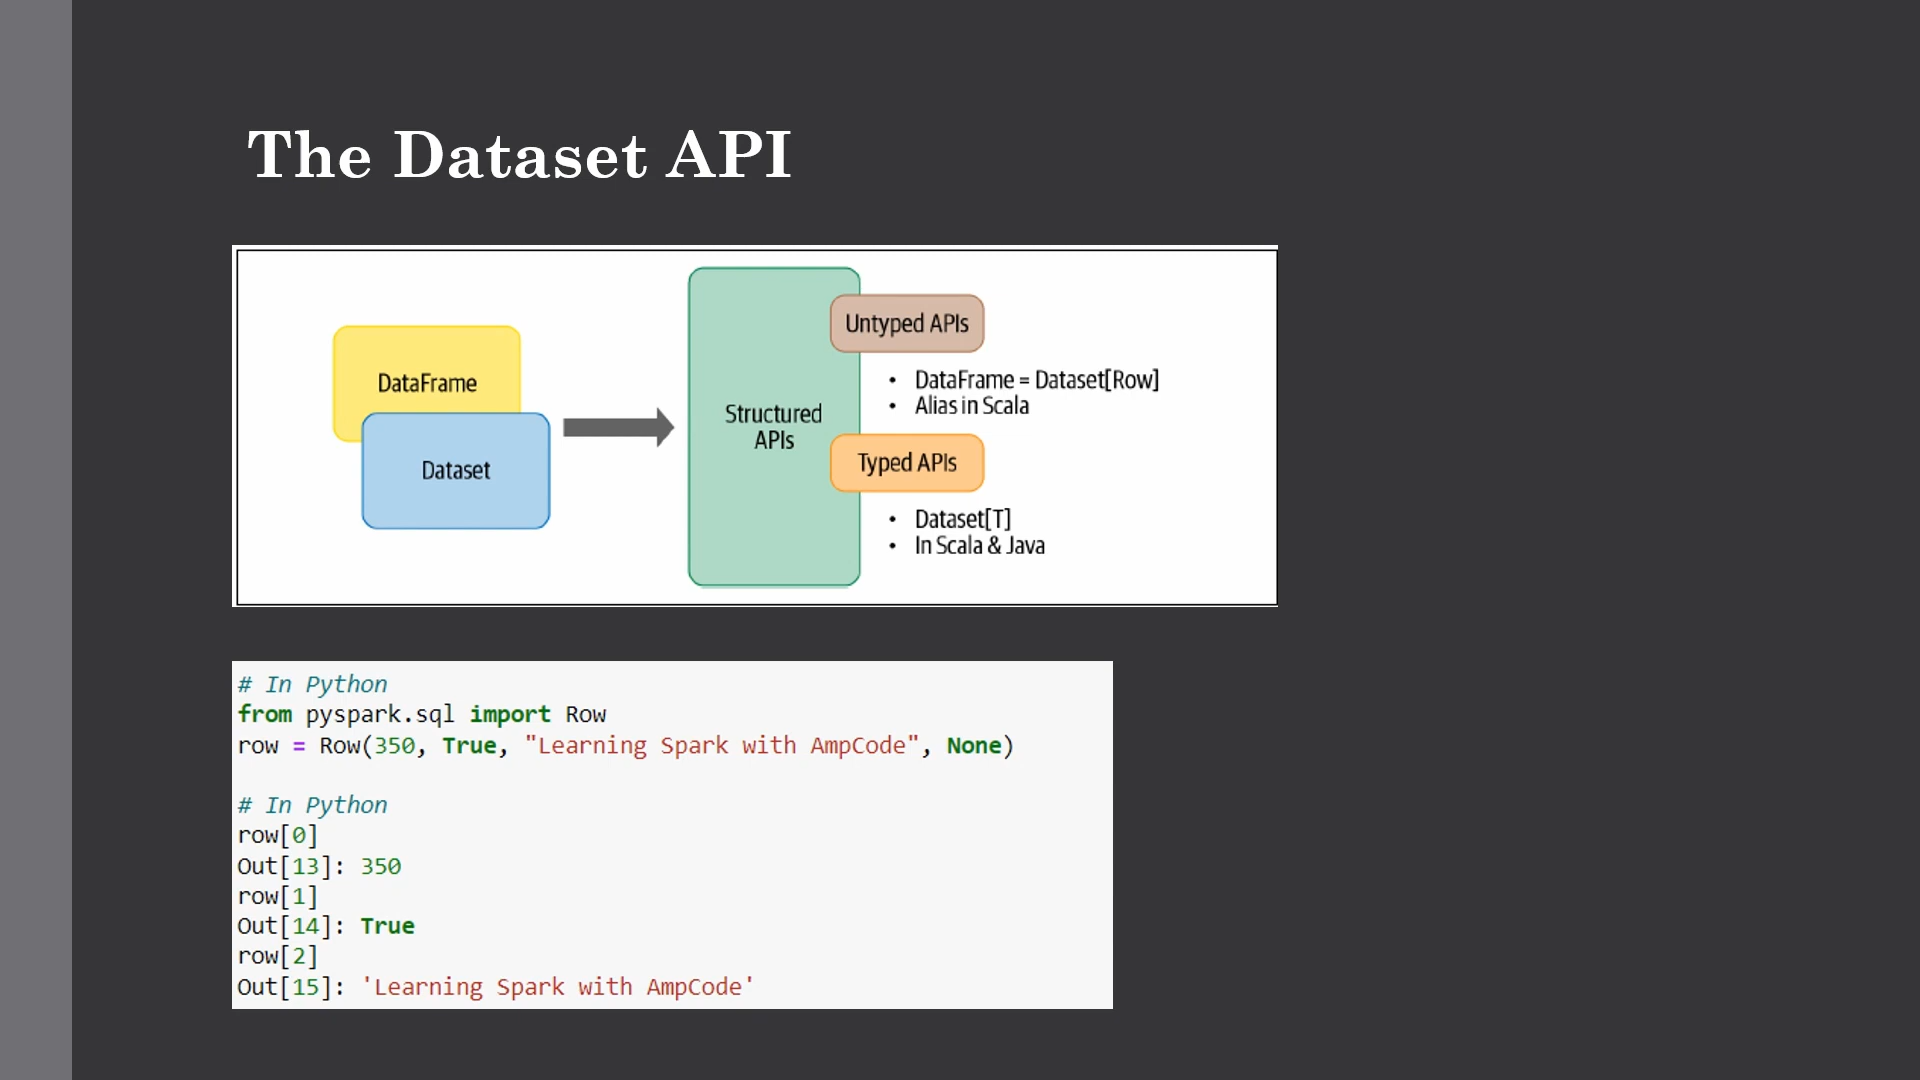 The Dataset API
DataFrame
Dataset
Structured
APIs
Untyped APIs
• DataFrame = Dataset[Row]
• Alias in Scala
Typed APIs
• Dataset[T]
• In Scala & Java
# In Python
from pyspark.sql import Row
row = Row(350, True, "Learning Spark with AmpCode", None)
# In Python
row[0]
Out[13]: 350
row[1]
Out[14]: True
row[2]
Out[15]: 'Learning Spark with AmpCode'